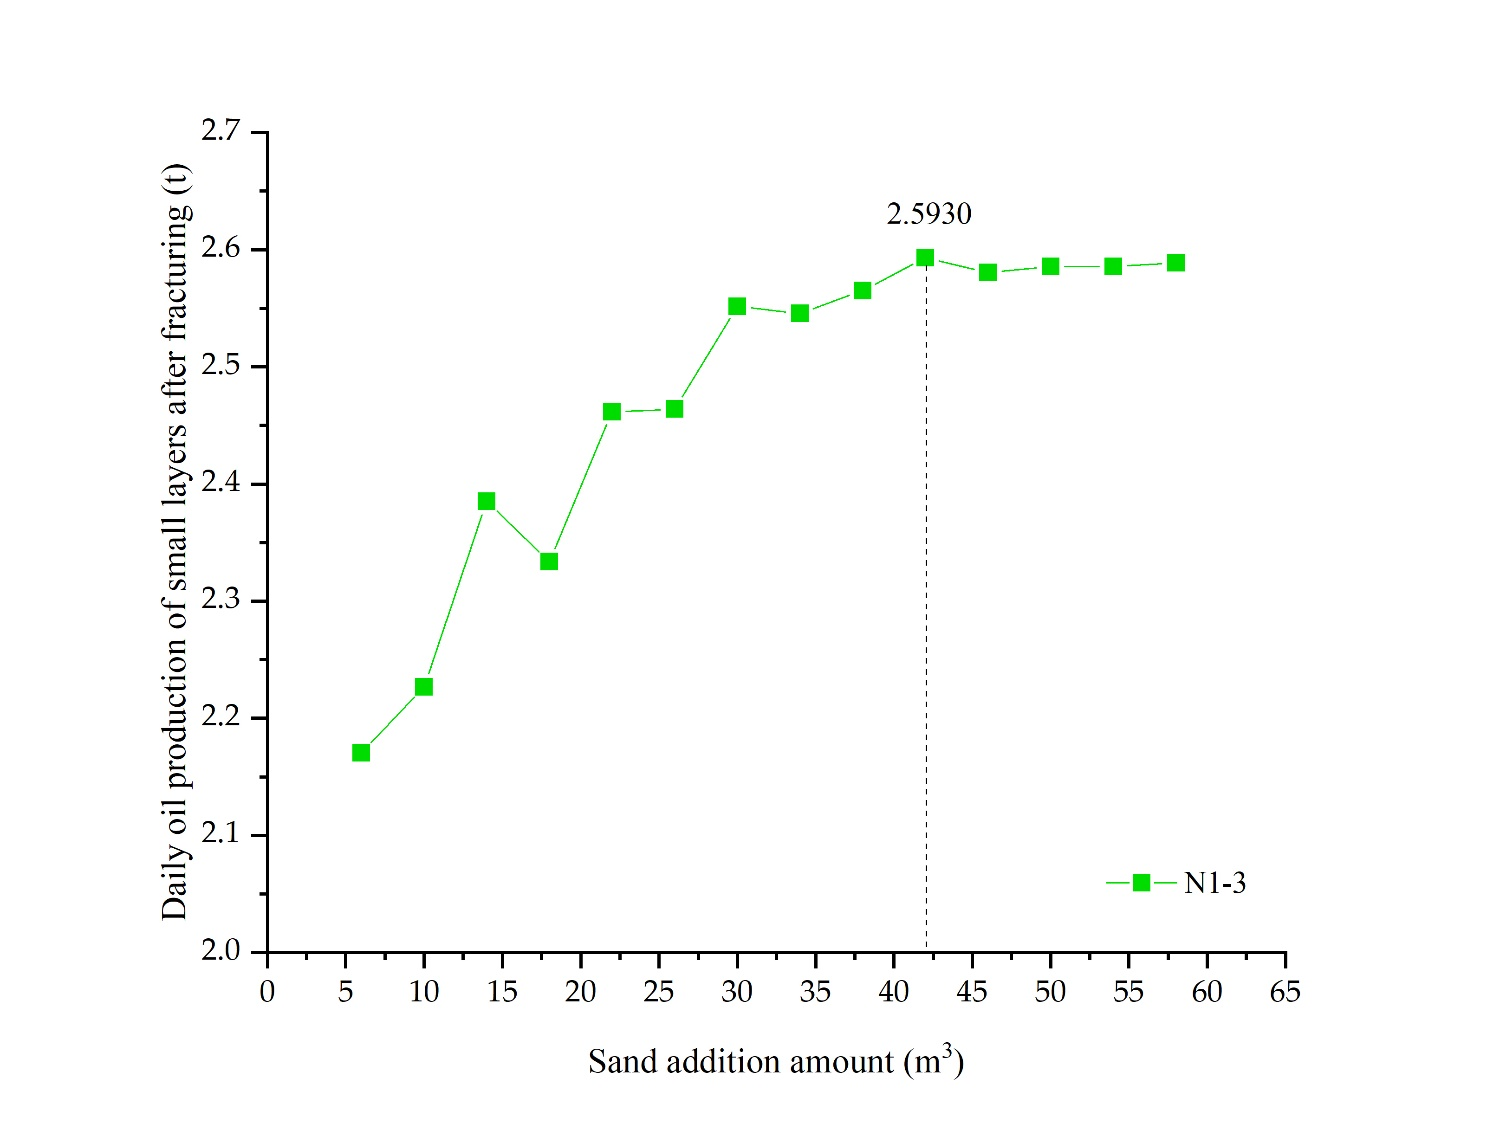 2.7
2.6
2.5
2.4
2.3
2.2
2.1
2.0
Daily oil production of small layers after fracturing (t)
2.5930
N1-3
0 5 10 15 20 25 30 35 40 45 50 55 60 65
Sand addition amount (m³)